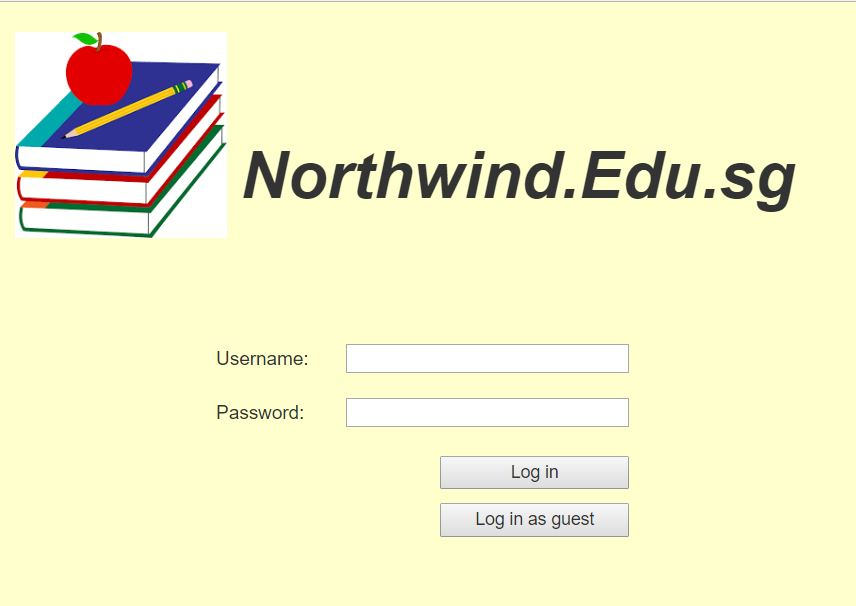 Northwind.Edu.sg
Username:
Password:
Log in
Log in as guest